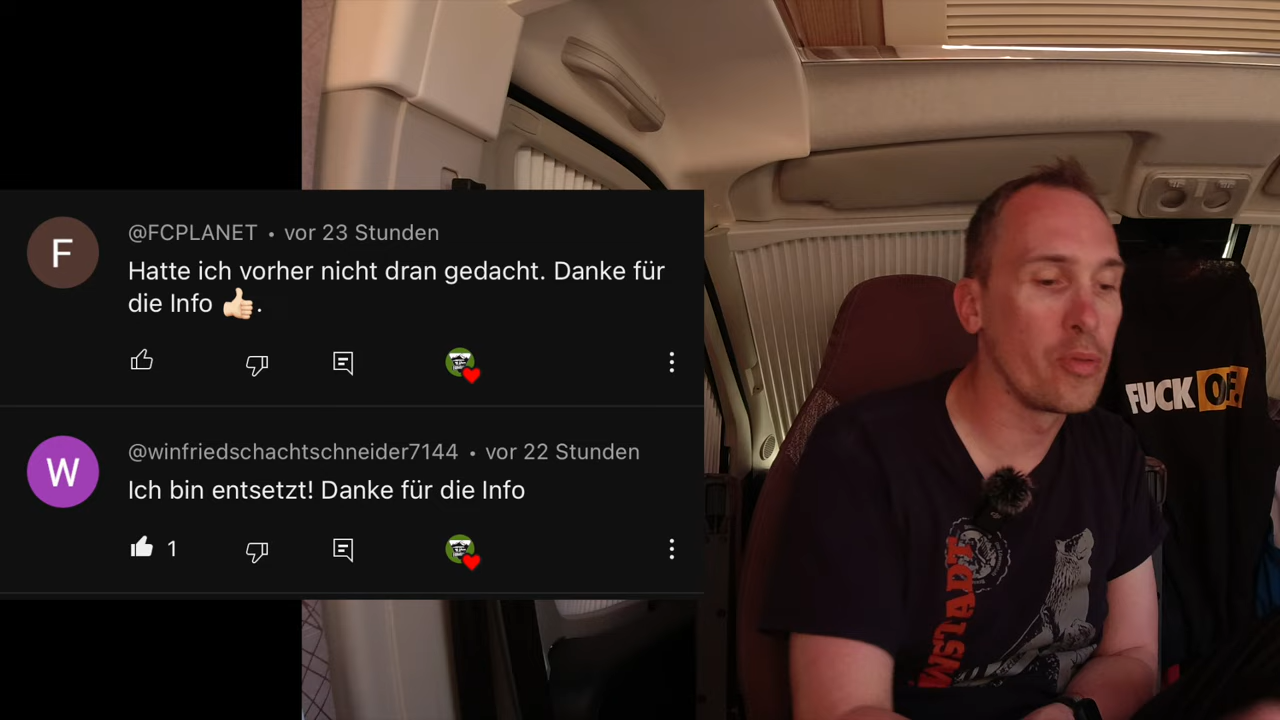 @FCPLANET • vor 23 Stunden
Hatte ich vorher nicht dran gedacht. Danke für
die Info 👍🏻.
@winfriedschachtschneider7144 • vor 22 Stunden
Ich bin entsetzt! Danke für die Info
1
F
W
FUCK OF.